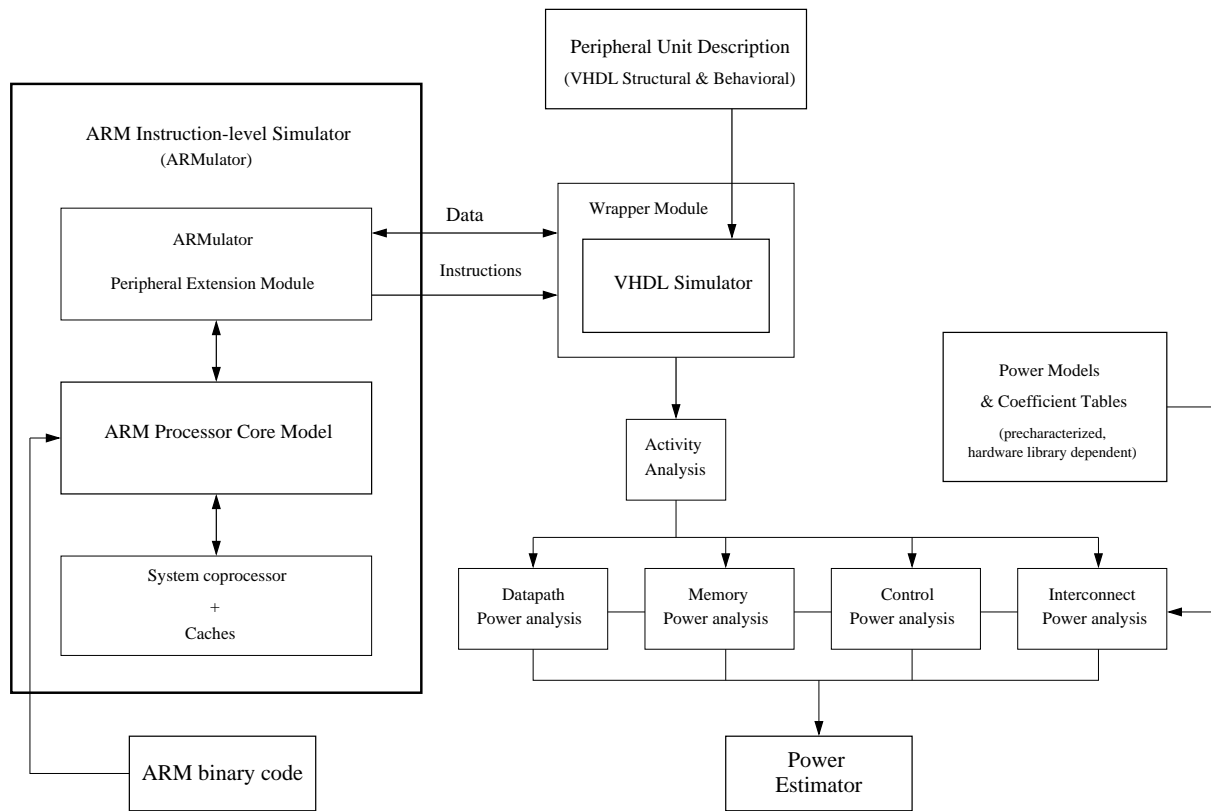 Peripheral Unit Description
(VHDL Structural & Behavioral)
ARM Instruction-level Simulator
(ARMulator)
ARMulator
Peripheral Extension Module
Data
Instructions
Wrapper Module
VHDL Simulator
ARM Processor Core Model
System coprocessor
+
Caches
ARM binary code
Activity
Analysis
Power Models
& Coefficient Tables
(precharacterized,
hardware library dependent)
Datapath
Power analysis
Memory
Power analysis
Control
Power analysis
Interconnect
Power analysis
Power
Estimator